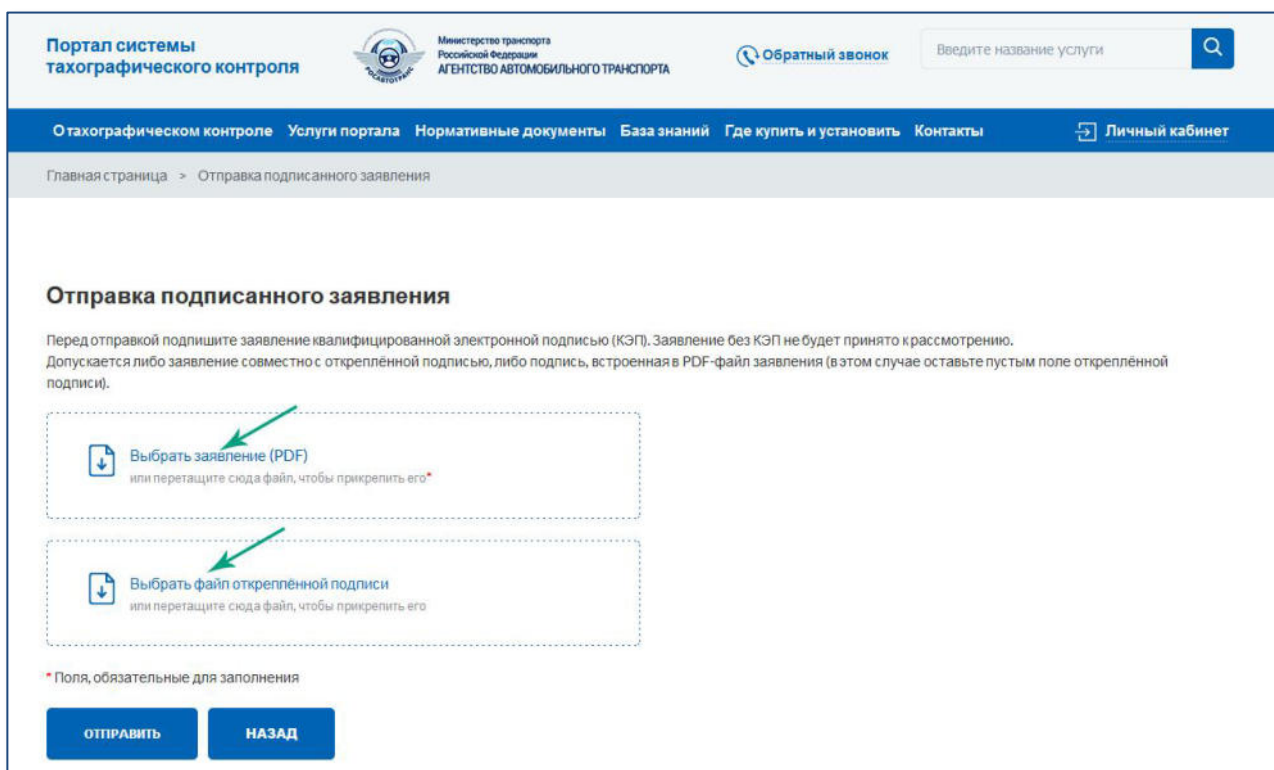 Портал системы
тахографического контроля
РОСАВТОТРАНС
Министерство транспорта
Российской Федерации
АГЕНТСТВО АВТОМОБИЛЬНОГО ТРАНСПОРТА
Обратный звонок
Введите название услуги
О тахографическом контроле Услуги портала Нормативные документы База знаний Где купить и установить Контакты Личный кабинет
Главная страница > Отправка подписанного заявления
Отправка подписанного заявления
Перед отправкой подпишите заявление квалифицированной электронной подписью (КЭП). Заявление без КЭП не будет принято к рассмотрению.
Допускается либо заявление совместно с откреплённой подписью, либо подпись, встроенная в PDF-файл заявления (в этом случае оставьте пустым поле откреплённой
подписи).
Выбрать заявление (PDF)
или перетащите сюда файл, чтобы прикрепить его*
Выбрать файл откреплённой подписи
или перетащите сюда файл, чтобы прикрепить его
* Поля, обязательные для заполнения
ОТПРАВИТЬ НАЗАД